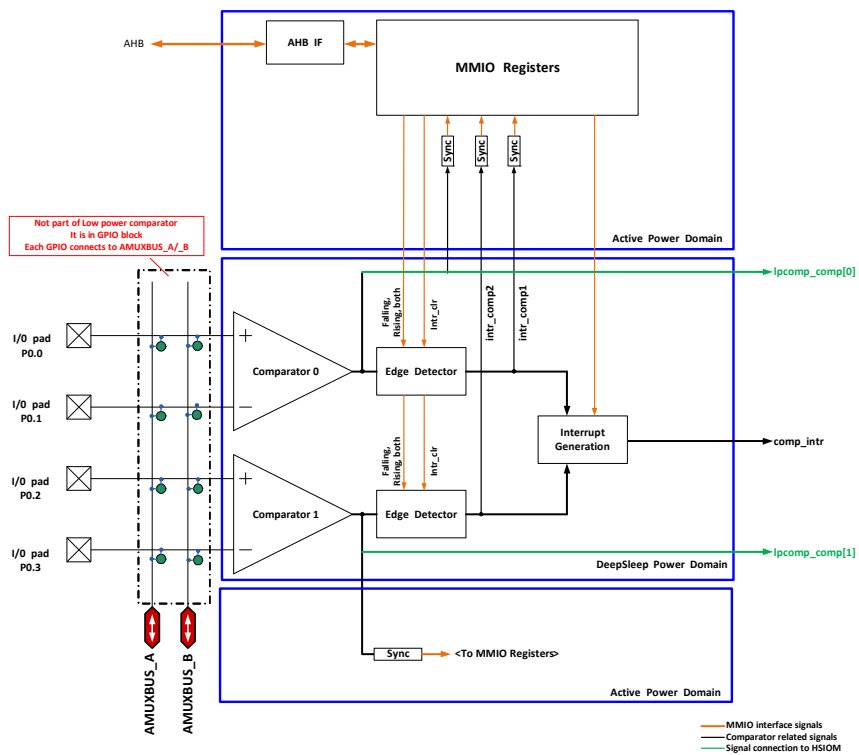 AHB
AHB IF
MMIO Registers
Sync
Sync
Sync
Not part of Low power comparator
It is in GPIO block
Each GPIO connects to AMUXBUS_A/_B
Active Power Domain
lpcomp_comp[0]
Falling,
Rising, both
Intr_clr
intr_comp2
intr_comp1
I/0 pad
P0.0
Comparator 0
Edge Detector
I/0 pad
P0.1
Interrupt
Generation
comp_intr
Falling,
Rising, both
Intr_clr
I/0 pad
P0.2
Comparator 1
Edge Detector
I/0 pad
P0.3
lpcomp_comp[1]
DeepSleep Power Domain
AMUXBUS_A
AMUXBUS_B
Sync
<To MMIO Registers>
Active Power Domain
MMIO interface signals
Comparator related signals
Signal connection to HSIOM